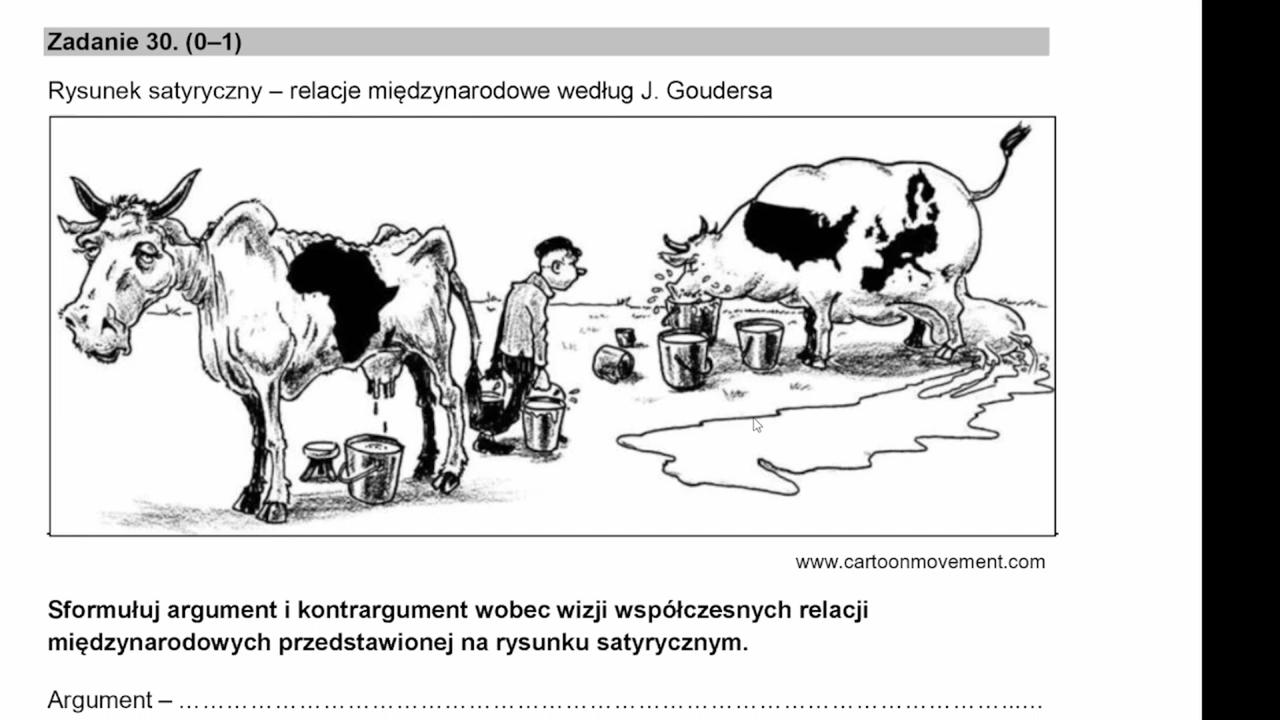 Zadanie 30. (0–1)
Rysunek satyryczny – relacje międzynarodowe według J. Goudersa
www.cartoonmovement.com
Sformułuj argument i kontrargument wobec wizji współczesnych relacji
międzynarodowych przedstawionej na rysunku satyrycznym.
Argument – ……………………………………………………………………………………………......